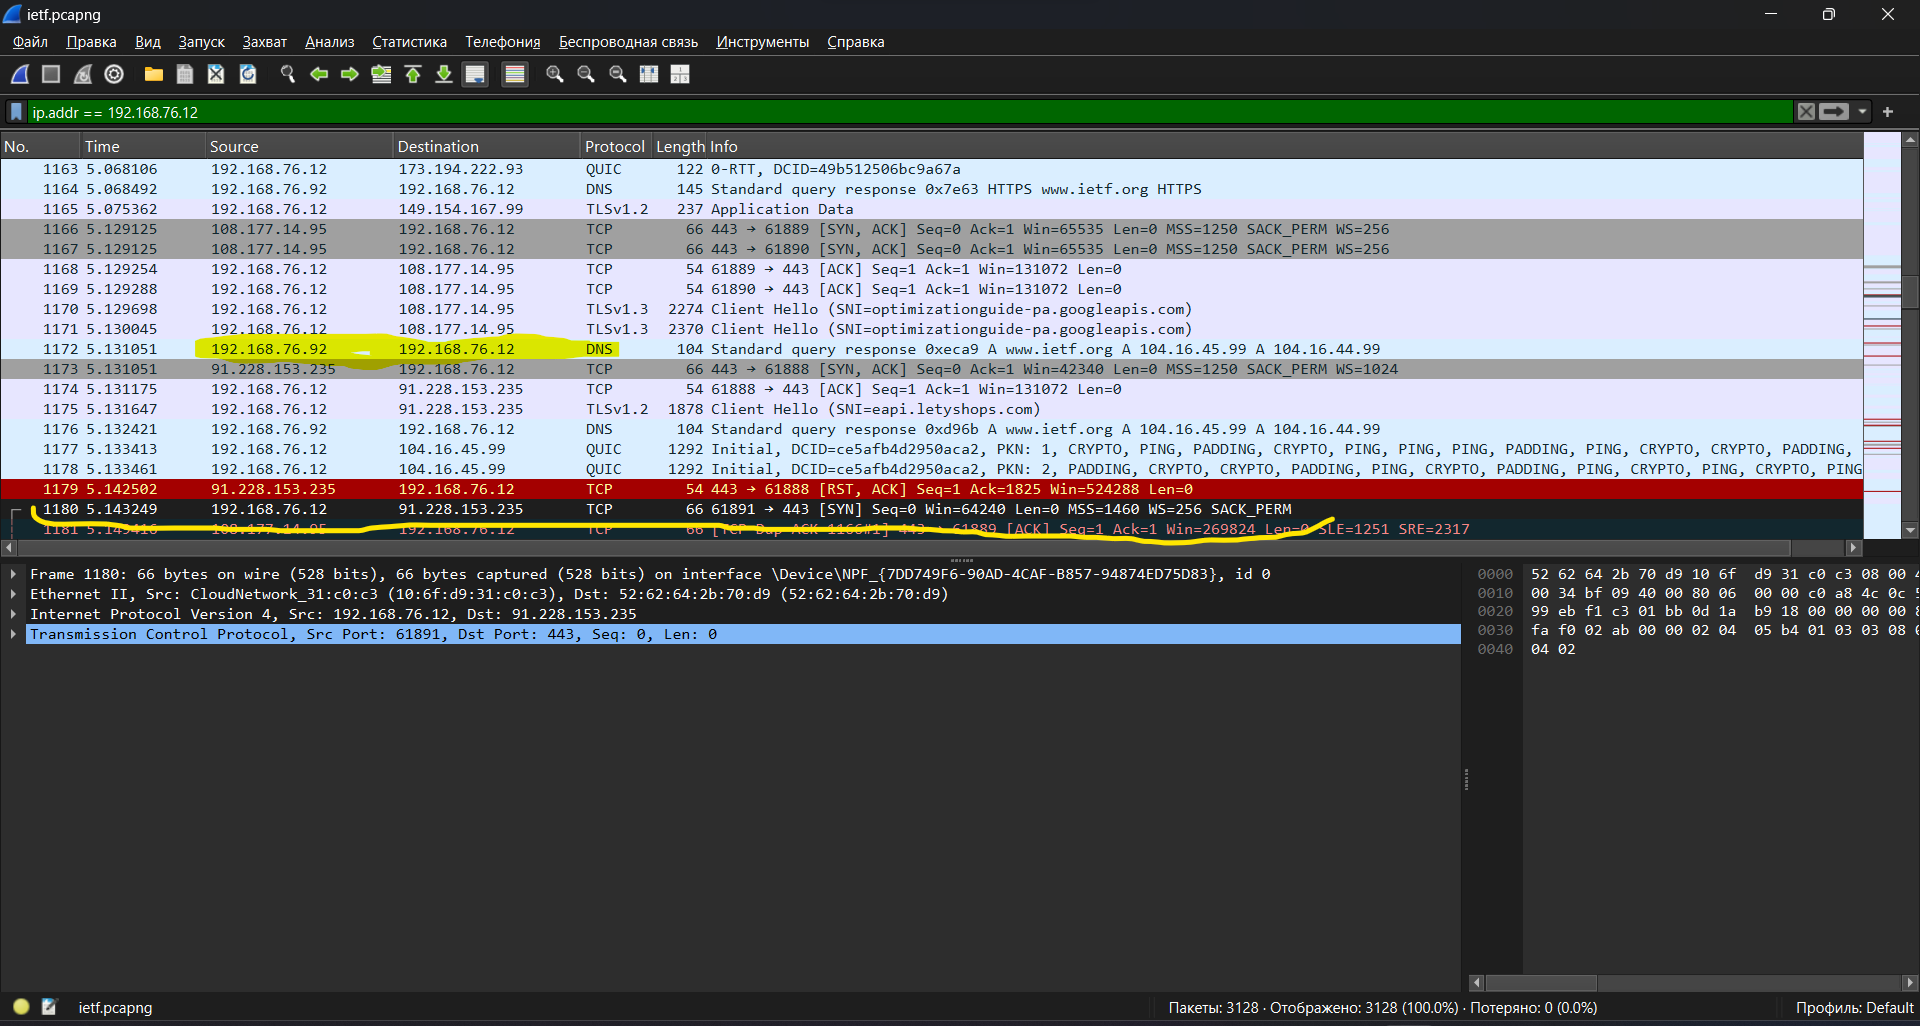 ietf.pcapng
Файл Правка Вид Запуск Захват Анализ Статистика Телефония Беспроводная связь Инструменты Справка
ip.addr == 192.168.76.12
No. Time Source Destination Protocol Length Info
1163 5.068106 192.168.76.12 173.194.222.93 QUIC 122 0-RTT, DCID=49b512506bc9a67a
1164 5.068492 192.168.76.92 192.168.76.12 DNS 145 Standard query response 0x7e63 HTTPS www.ietf.org HTTPS
1165 5.075362 192.168.76.12 149.154.167.99 TLSv1.2 237 Application Data
1166 5.129125 108.177.14.95 192.168.76.12 TCP 66 443 → 61889 [SYN, ACK] Seq=0 Ack=1 Win=65535 Len=0 MSS=1250 SACK_PERM WS=256
1167 5.129125 108.177.14.95 192.168.76.12 TCP 66 443 → 61890 [SYN, ACK] Seq=0 Ack=1 Win=65535 Len=0 MSS=1250 SACK_PERM WS=256
1168 5.129254 192.168.76.12 108.177.14.95 TCP 54 61889 → 443 [ACK] Seq=1 Ack=1 Win=131072 Len=0
1169 5.129288 192.168.76.12 108.177.14.95 TCP 54 61890 → 443 [ACK] Seq=1 Ack=1 Win=131072 Len=0
1170 5.129698 192.168.76.12 108.177.14.95 TLSv1.3 2274 Client Hello (SNI=optimizationguide-pa.googleapis.com)
1171 5.130045 192.168.76.12 108.177.14.95 TLSv1.3 2370 Client Hello (SNI=optimizationguide-pa.googleapis.com)
1172 5.131051 192.168.76.92 192.168.76.12 DNS 104 Standard query response 0xeca9 A www.ietf.org A 104.16.45.99 A 104.16.44.99
1173 5.131051 91.228.153.235 192.168.76.12 TCP 66 443 → 61888 [SYN, ACK] Seq=0 Ack=1 Win=42340 Len=0 MSS=1250 SACK_PERM WS=1024
1174 5.131175 192.168.76.12 91.228.153.235 TCP 54 61888 → 443 [ACK] Seq=1 Ack=1 Win=131072 Len=0
1175 5.131647 192.168.76.12 91.228.153.235 TLSv1.2 1878 Client Hello (SNI=eapi.letyshops.com)
1176 5.132421 192.168.76.92 192.168.76.12 DNS 104 Standard query response 0xd96b A www.ietf.org A 104.16.45.99 A 104.16.44.99
1177 5.133413 192.168.76.12 104.16.45.99 QUIC 1292 Initial, DCID=ce5afb4d2950aca2, PKN: 1, CRYPTO, PING, PADDING, CRYPTO, PING, PING, PING, PADDING, PING, CRYPTO, CRYPTO, PADDING,
1178 5.133461 192.168.76.12 104.16.45.99 QUIC 1292 Initial, DCID=ce5afb4d2950aca2, PKN: 2, PADDING, CRYPTO, CRYPTO, PADDING, PING, CRYPTO, PADDING, PING, CRYPTO, PING, CRYPTO, PING
1179 5.142502 91.228.153.235 192.168.76.12 TCP 54 443 → 61888 [RST, ACK] Seq=1 Ack=1825 Win=524288 Len=0
1180 5.143249 192.168.76.12 91.228.153.235 TCP 66 61891 → 443 [SYN] Seq=0 Win=64240 Len=0 MSS=1460 WS=256 SACK_PERM
1181 5.143416 108.177.14.95 192.168.76.12 TCP 66 [TCP Dup ACK 1166#1] 443 → 61889 [ACK] Seq=1 Ack=1 Win=269824 Len=0 SLE=1251 SRE=2317
Frame 1180: 66 bytes on wire (528 bits), 66 bytes captured (528 bits) on interface \Device\NPF_{7DD749F6-90AD-4CAF-B857-94874ED75D83}, id 0
Ethernet II, Src: CloudNetwork_31:c0:c3 (10:6f:d9:31:c0:c3), Dst: 52:62:64:2b:70:d9 (52:62:64:2b:70:d9)
Internet Protocol Version 4, Src: 192.168.76.12, Dst: 91.228.153.235
Transmission Control Protocol, Src Port: 61891, Dst Port: 443, Seq: 0, Len: 0
0000 52 62 64 2b 70 d9 10 6f d9 31 c0 c3 08 00
0010 00 34 bf 09 40 00 80 06 00 00 c0 a8 4c 0c
0020 99 eb f1 c3 01 bb 0d 1a b9 18 00 00 00 00
0030 fa f0 02 ab 00 00 02 04 05 b4 01 03 03 08
0040 04 02
ietf.pcapng
Пакеты: 3128 · Отображено: 3128 (100.0%) · Потеряно: 0 (0.0%)
Профиль: Default